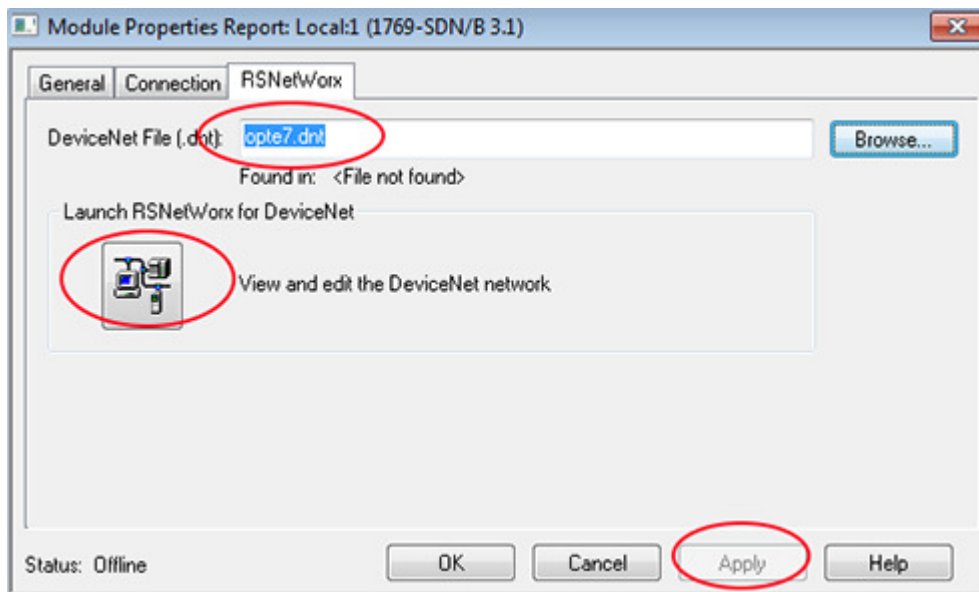 Module Properties Report: Local:1 (1769-SDN/B 3.1)
General Connection RSNetWorx
DeviceNet File (.dnt): opte7.dnt Browse...
Found in: <File not found>
Launch RSNetWorx for DeviceNet
View and edit the DeviceNet network
Status: Offline OK Cancel Apply Help